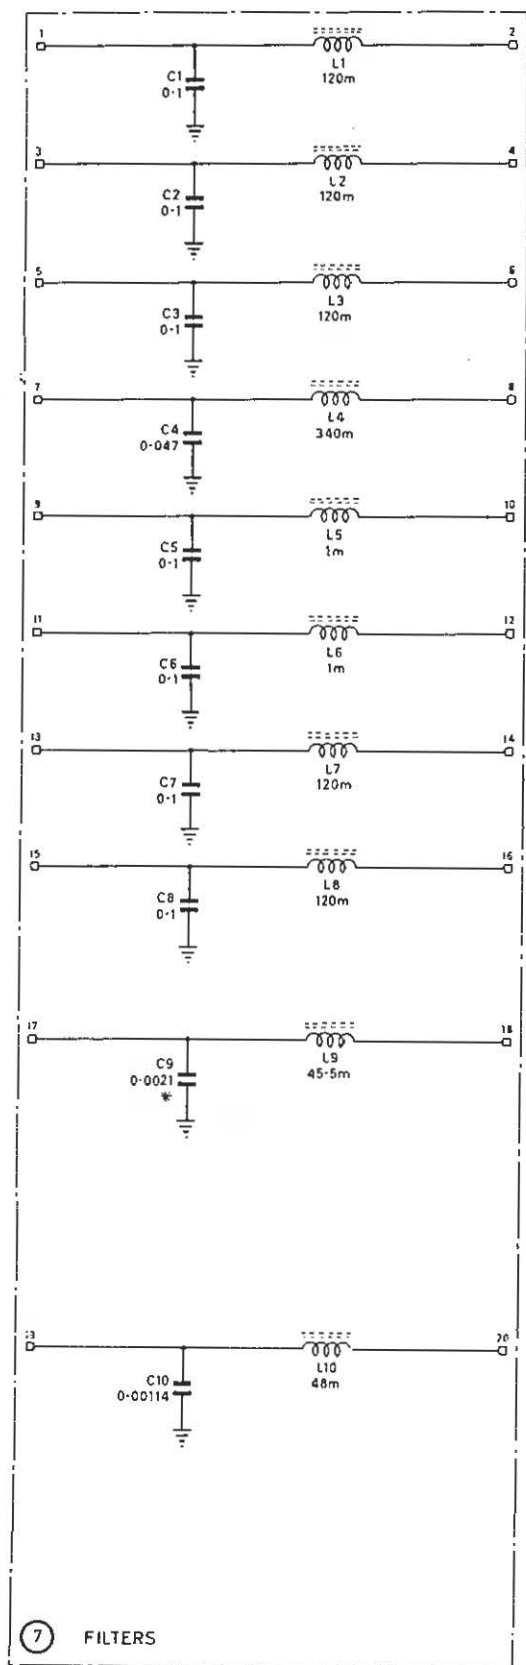 1 2
L1
120m
C1
0·1
3 4
L2
120m
C2
0·1
5 6
L3
120m
C3
0·1
7 8
L4
340m
C4
0·047
9 10
L5
1m
C5
0·1
11 12
L6
1m
C6
0·1
13 14
L7
120m
C7
0·1
15 16
L8
120m
C8
0·1
17 18
L9
45·5m
C9
0·0021
*
20
L10
48m
C10
0·00114
7 FILTERS